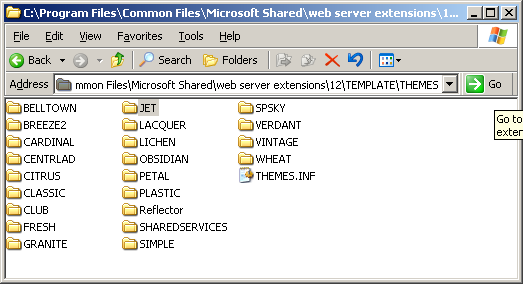 C:\Program Files\Common Files\Microsoft Shared\web server extensions\1...
File Edit View Favorites Tools Help
Back Search Folders
Address mmon Files\Microsoft Shared\web server extensions\12\TEMPLATE\THEMES Go
BELLTOWN JET SPSKY
BREEZE2 LACQUER VERDANT
CARDINAL LICHEN VINTAGE
CENTRLAD OBSIDIAN WHEAT
CITRUS PETAL THEMES.INF
CLASSIC PLASTIC
CLUB Reflector
FRESH SHAREDSERVICES
GRANITE SIMPLE
Go to
exter